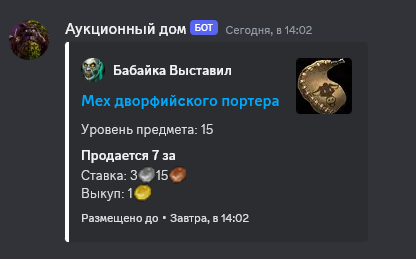 Аукционный дом БОТ Сегодня, в 14:02
Бабайка Выставил
Мех дворфийского портера
Уровень предмета: 15
Продается 7 за
Ставка: 3 15
Выкуп: 1
Размещено до • Завтра, в 14:02